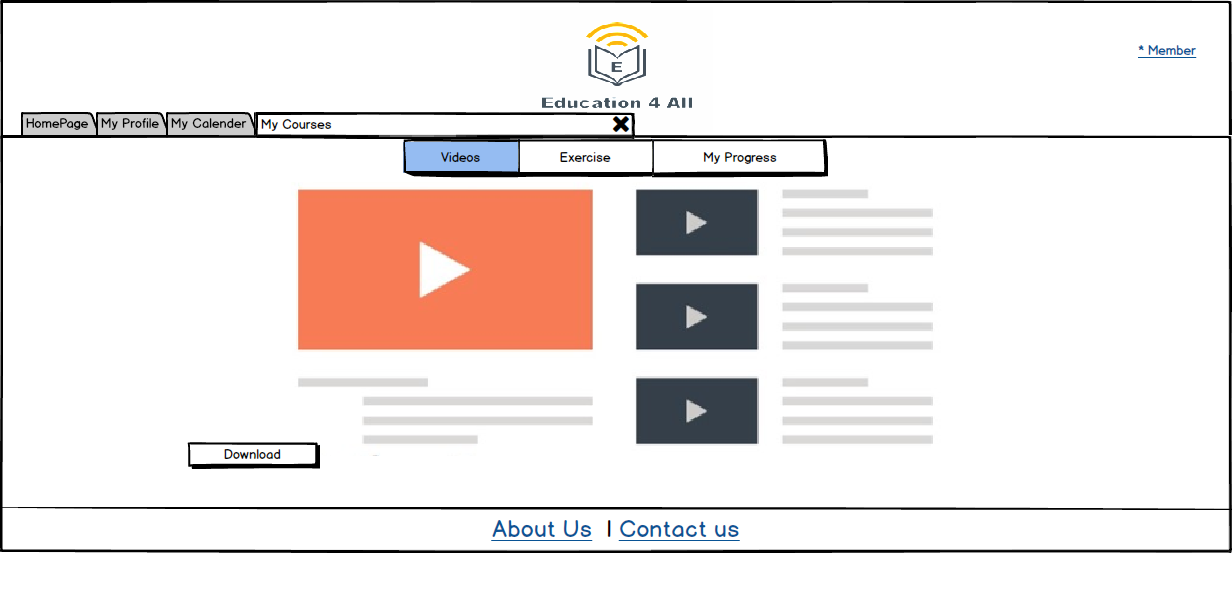 E
Education 4 All
* Member
HomePage My Profile My Calender My Courses
Videos Exercise My Progress
Download
About Us | Contact us